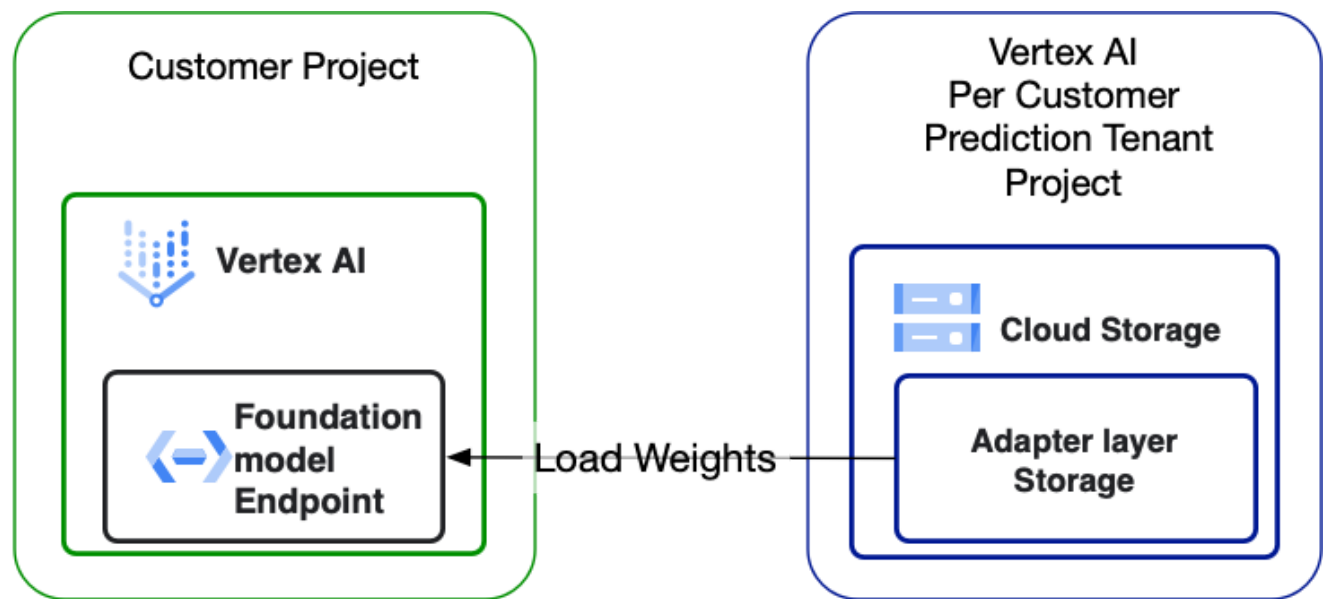 Customer Project
Vertex AI
Foundation
model
Endpoint
Load Weights
Vertex AI
Per Customer
Prediction Tenant
Project
Cloud Storage
Adapter layer
Storage